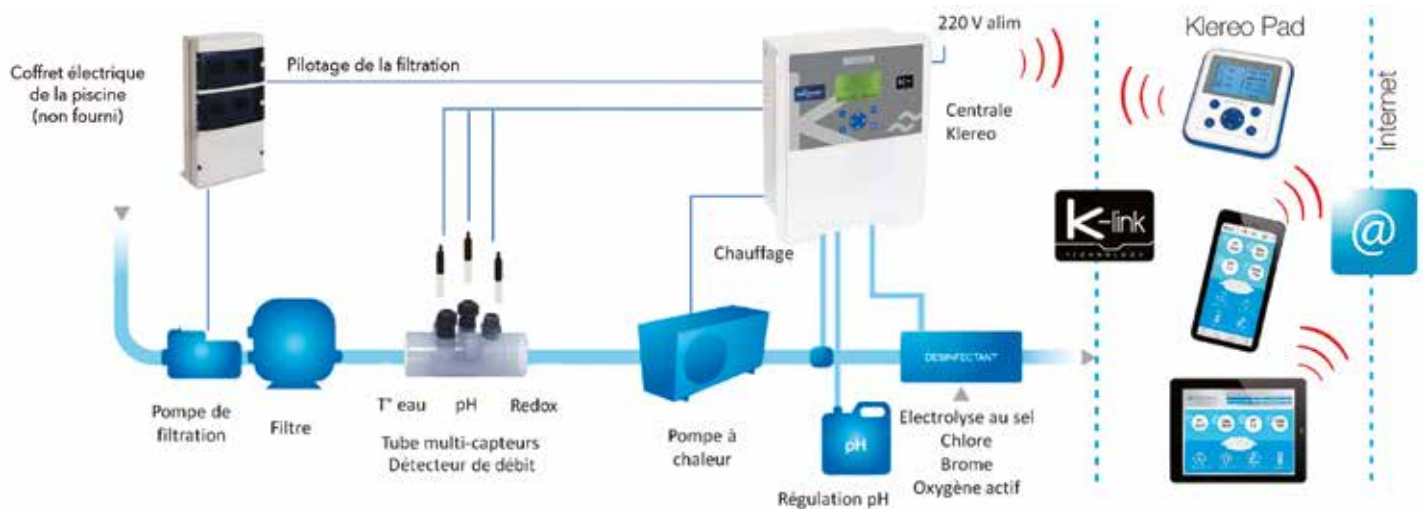 Coffret électrique
de la piscine
(non fourni)
Pilotage de la filtration
220 V alim
Centrale
Klereo
Klereo Pad
Internet
K-link
TECHNOLOGY
@
Chauffage
DESINFECTANT
Pompe de
filtration
Filtre
T° eau pH Redox
Tube multi-capteurs
Détecteur de débit
Pompe à
chaleur
pH
Régulation pH
Electrolyse au sel
Chlore
Brome
Oxygène actif